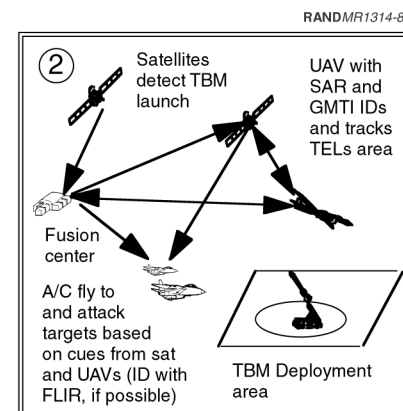 RANDMR1314-8
2
Satellites
detect TBM
launch
UAV with
SAR and
GMTI IDs
and tracks
TELs area
Fusion
center
A/C fly to
and attack
targets based
on cues from sat
and UAVs (ID with
FLIR, if possible)
TBM Deployment
area